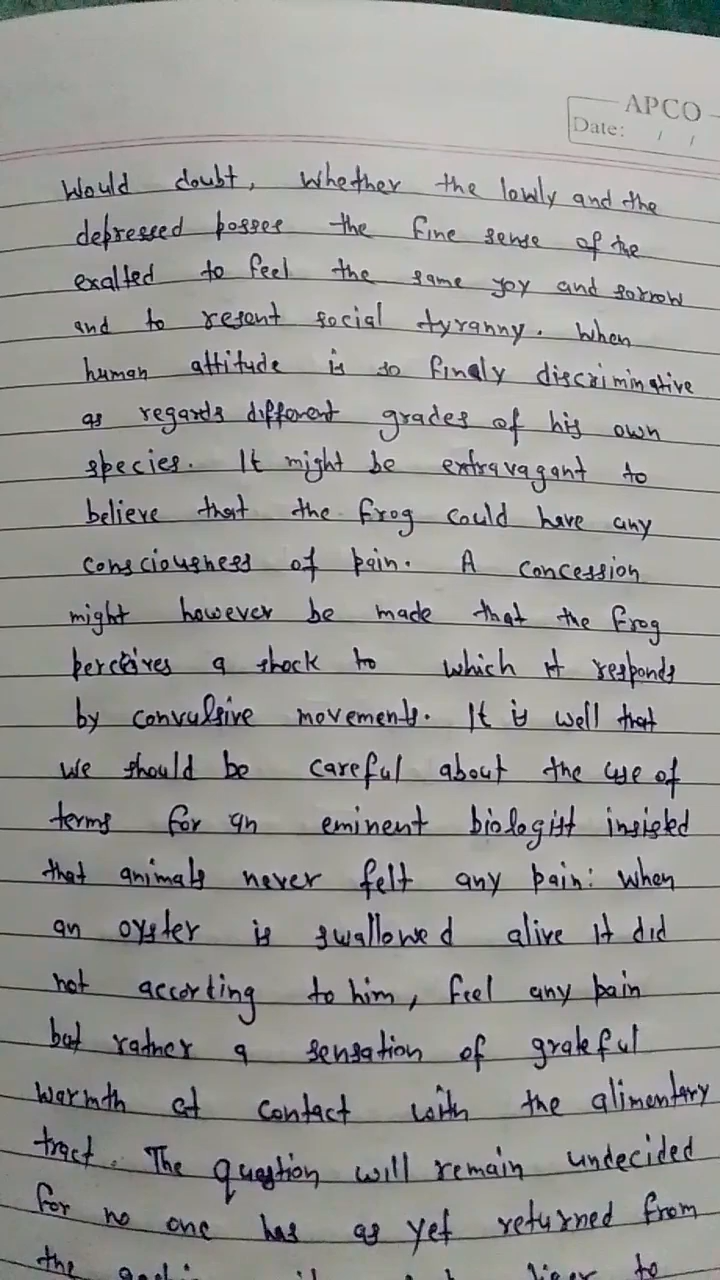 APCO
Date: / /
Would doubt, whether the lowly and the
depressed posses the fine sense of the
exalted to feel the same yoy and sorrow
and to resent social tyranny. When
human attitude is so finely discriminative
as regards different grades of his own
species. It might be extravagant to
believe that the frog could have any
consciousness of pain. A concession
might however be made that the frog
perceives a shock to which it responds
by convulsive movements. It is well that
we should be careful about the use of
terms for an eminent biologist insisted
that animals never felt any pain: when
an oyster is swallowed alive it did
not according to him, feel any pain
but rather a sensation of grateful
warmth at contact with the alimentary
tract. The question will remain undecided
for no one has as yet returned from
the to